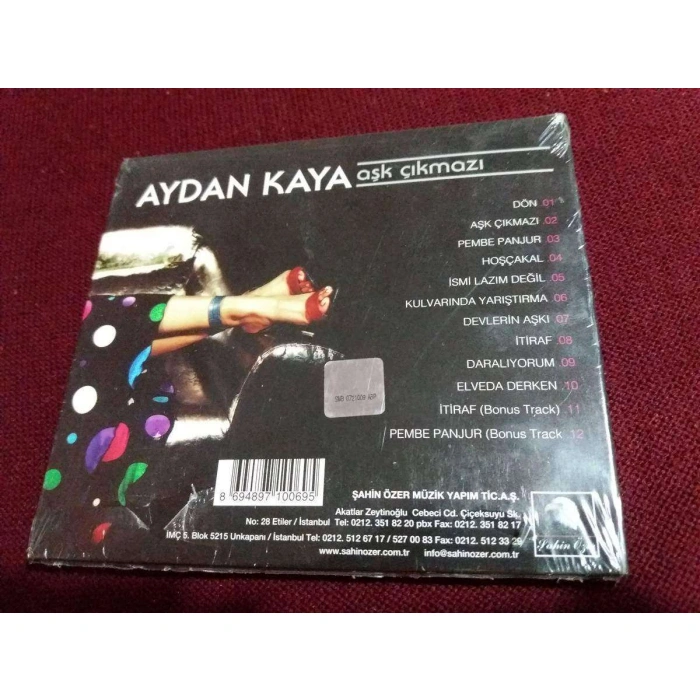 AYDAN KAYA aşk çıkmazı
DÖN .01
AŞK ÇIKMAZI .02
PEMBE PANJUR .03
HOŞÇAKAL .04
İSMİ LAZIM DEĞİL .05
KULVARINDA YARIŞTIRMA .06
DEVLERİN AŞKI .07
İTİRAF .08
DARALIYORUM .09
ELVEDA DERKEN .10
İTİRAF (Bonus Track) .11
PEMBE PANJUR (Bonus Track .12
8 694897 100695
ŞAHİN ÖZER MÜZİK YAPIM TİC.A.Ş.
Akatlar Zeytinoğlu Cebeci Cd. Çiçeksuyu Sk.
No: 28 Etiler / İstanbul Tel: 0212. 351 82 20 pbx Fax: 0212. 351 82 17
İMÇ 5. Blok 5215 Unkapanı / İstanbul Tel: 0212. 512 67 17 / 527 00 83 Fax: 0212. 512 33 29
www.sahinozer.com.tr info@sahinozer.com.tr